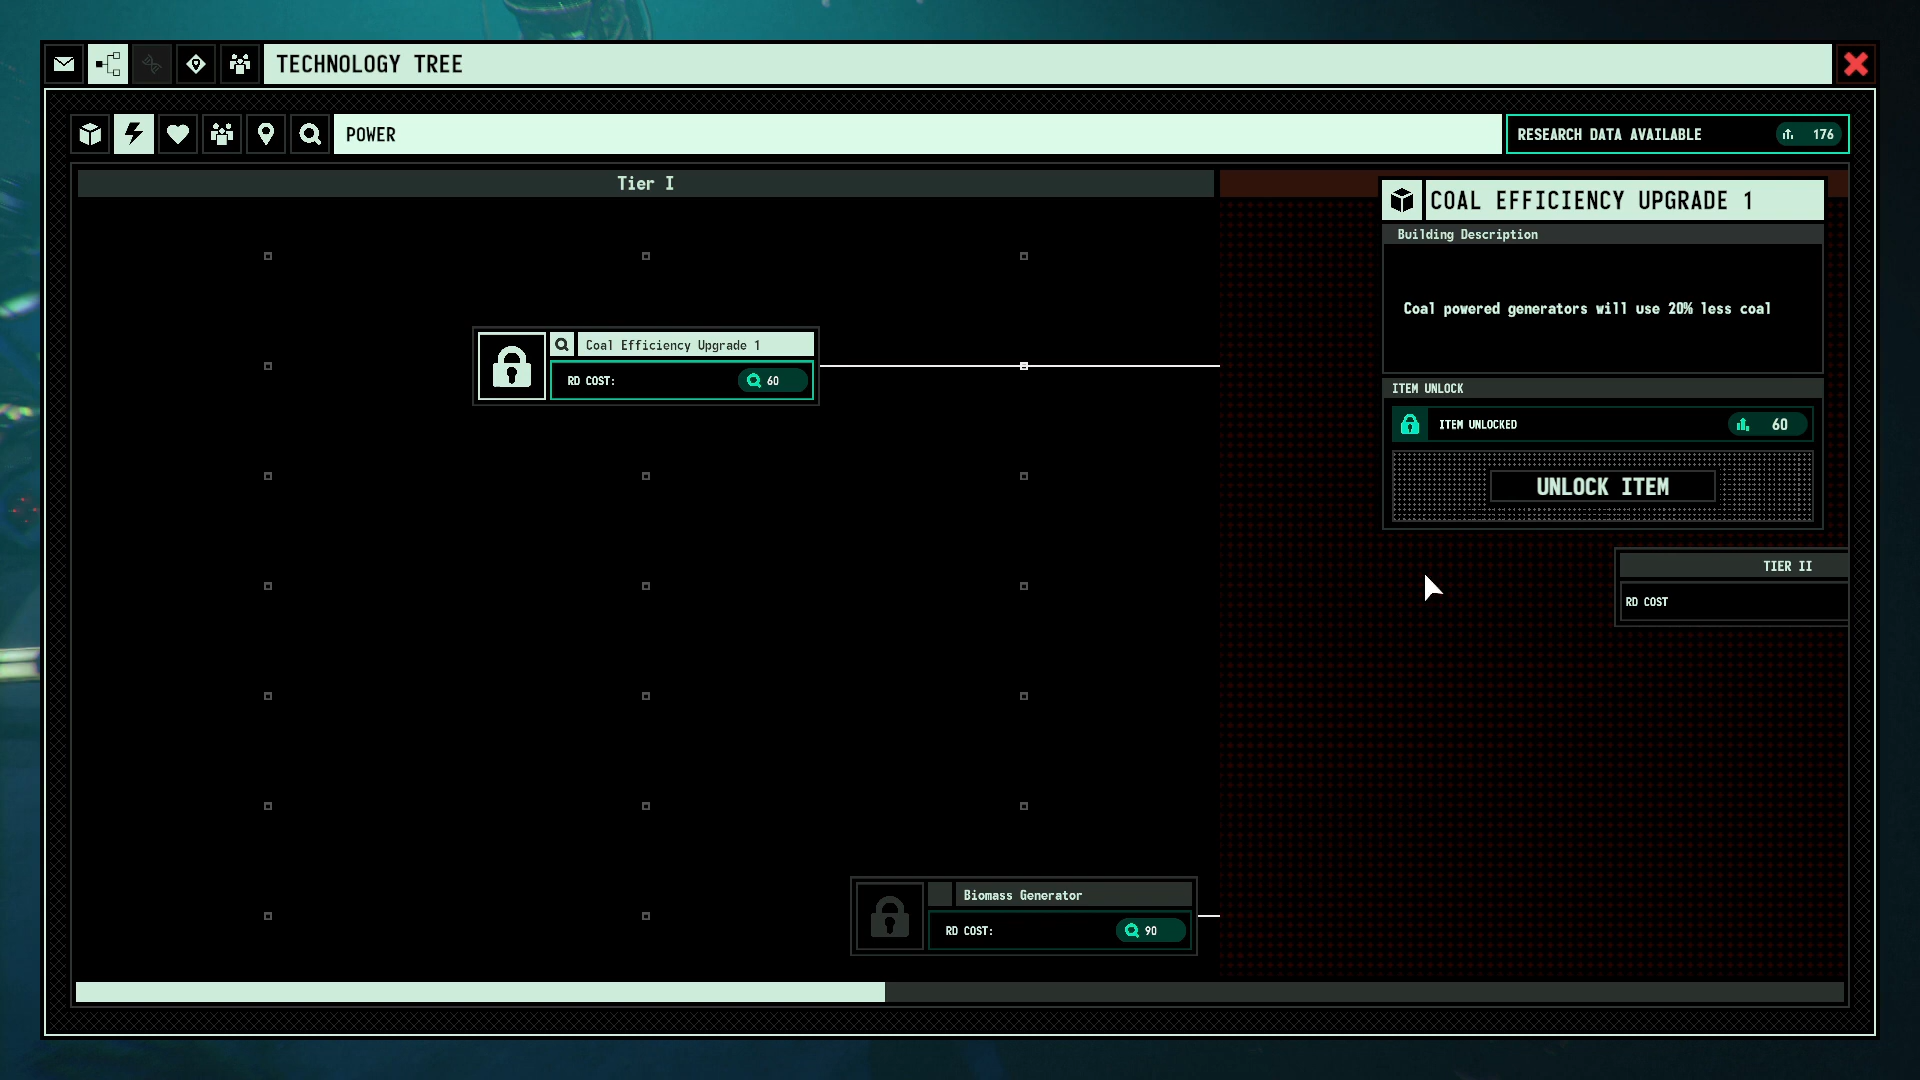 TECHNOLOGY TREE
POWER
RESEARCH DATA AVAILABLE 176
Tier I
COAL EFFICIENCY UPGRADE 1
Building Description
Coal powered generators will use 20% less coal
Coal Efficiency Upgrade 1
RD COST: 60
ITEM UNLOCK
ITEM UNLOCKED 60
UNLOCK ITEM
TIER II
RD COST
Biomass Generator
RD COST: 90